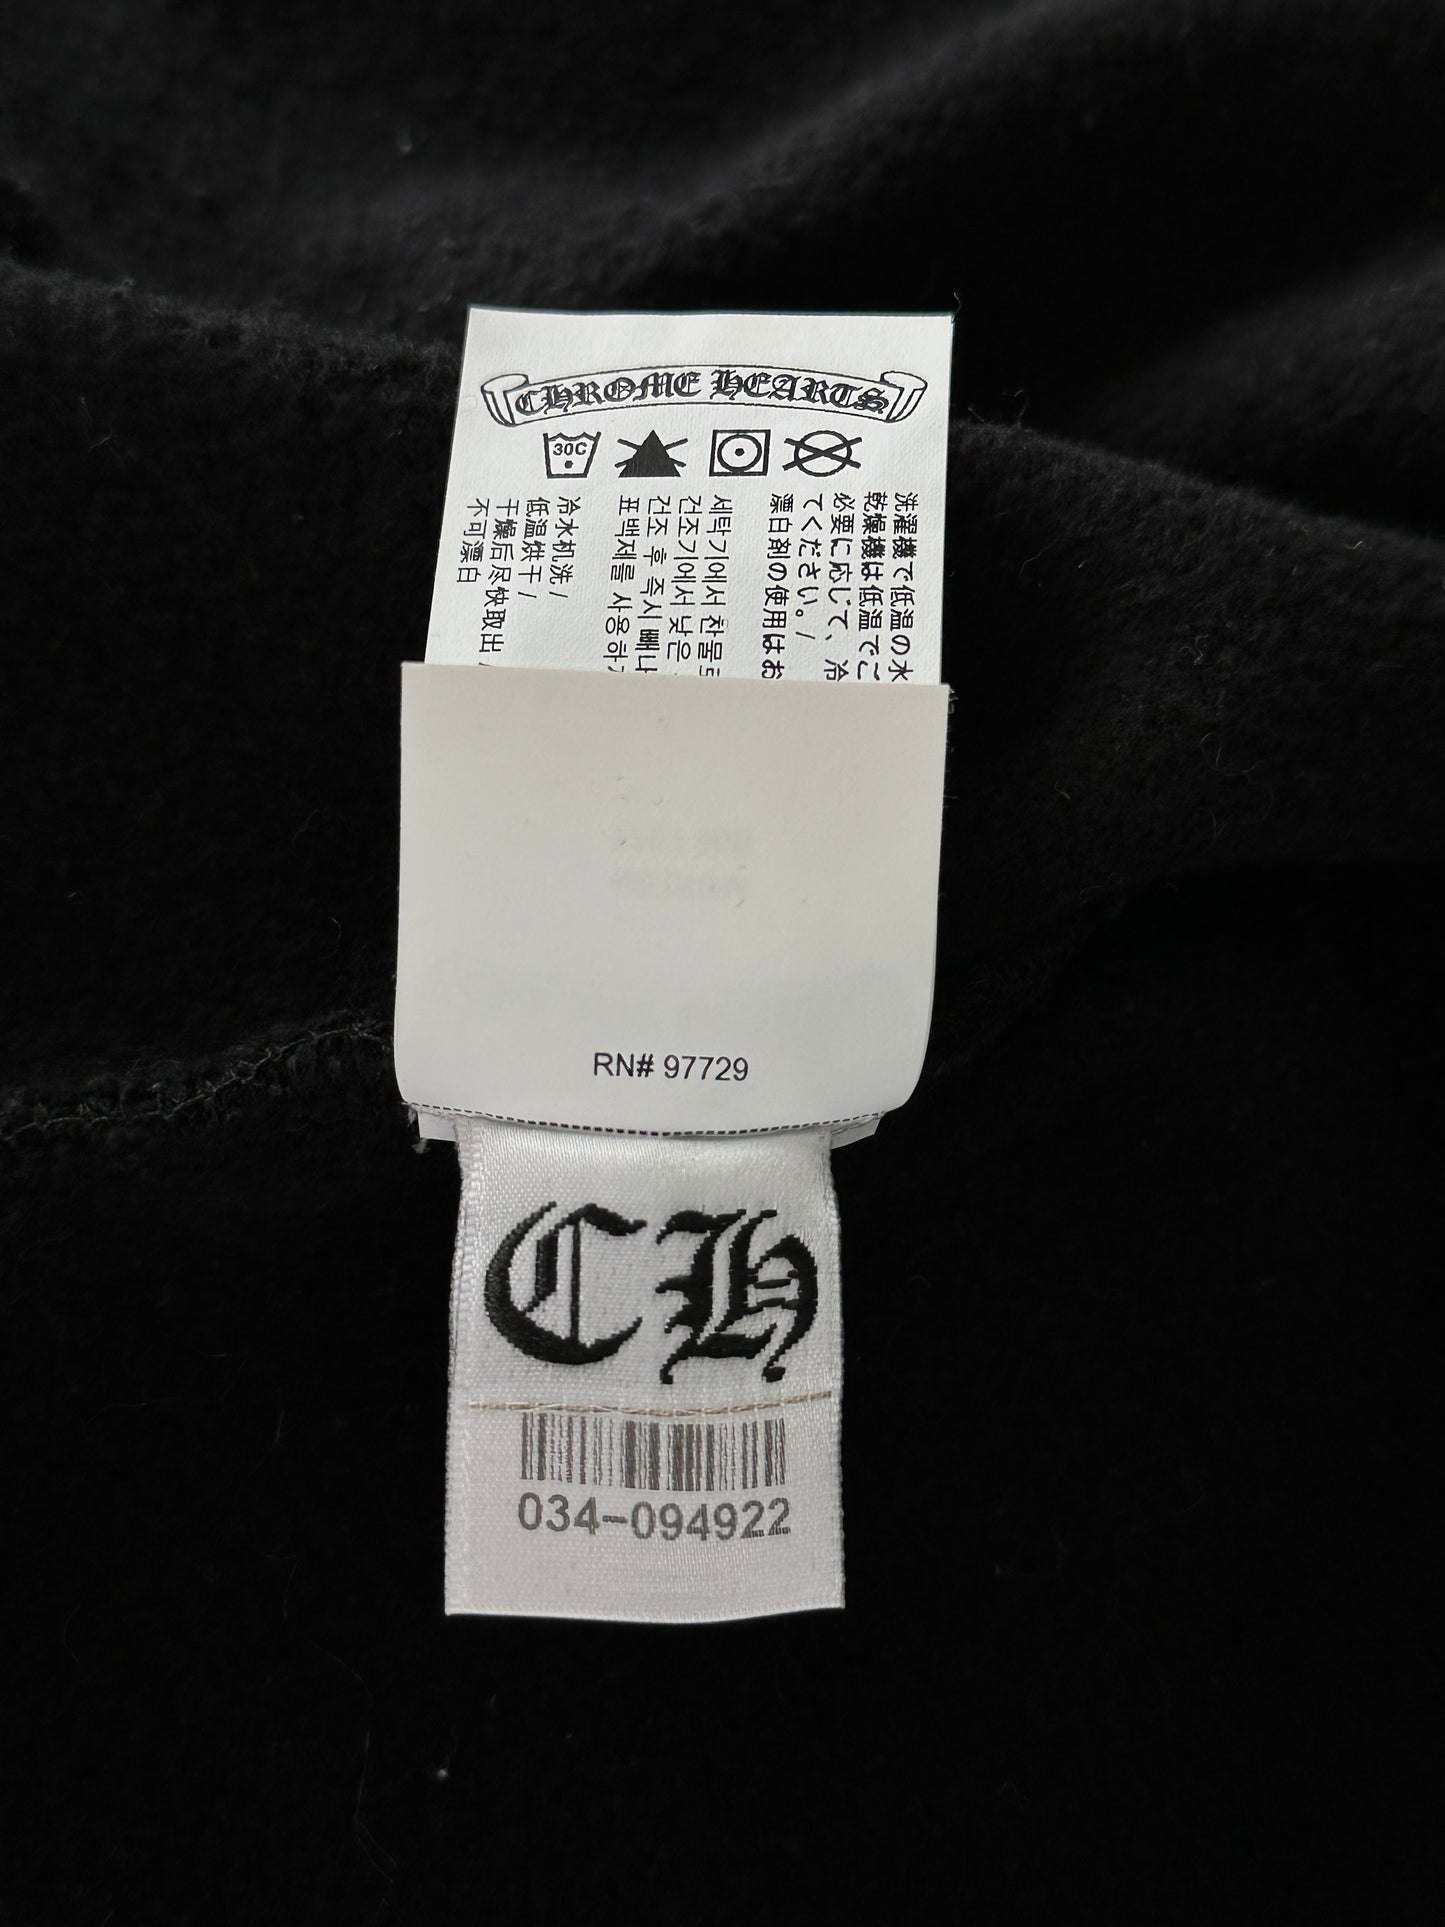 CHROME HEARTS
30C
洗濯機で低温の水
乾燥機は低温でこ
必要に応じて、冷
てください。/
漂白剤の使用はお
세탁기에서 찬물
건조기에서 낮은
건조 후 즉시 빼나
표백제를 사용하
冷水机洗 /
低温烘干 /
干燥后尽快取出 /
不可漂白
RN# 97729
CH
034-094922